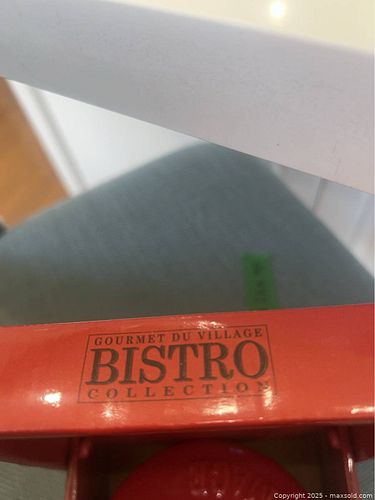 GOURMET DU VILLAGE
BISTRO
COLLECTION
Copyright © 2025 - maxsold.com